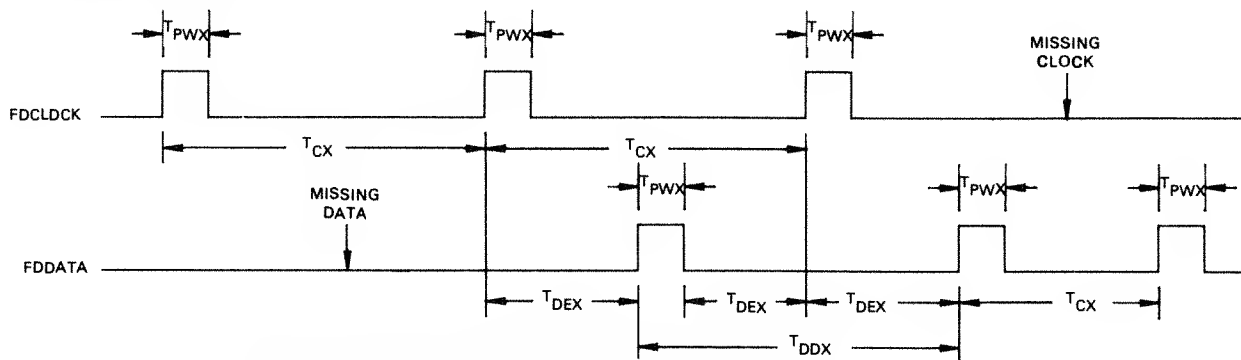 TPWX TPWX TPWX
MISSING
CLOCK
FDCLDCK
TCX TCX
TPWX TPWX TPWX
MISSING
DATA
FDDATA
TDEX TDEX TDEX TCX
TDDX